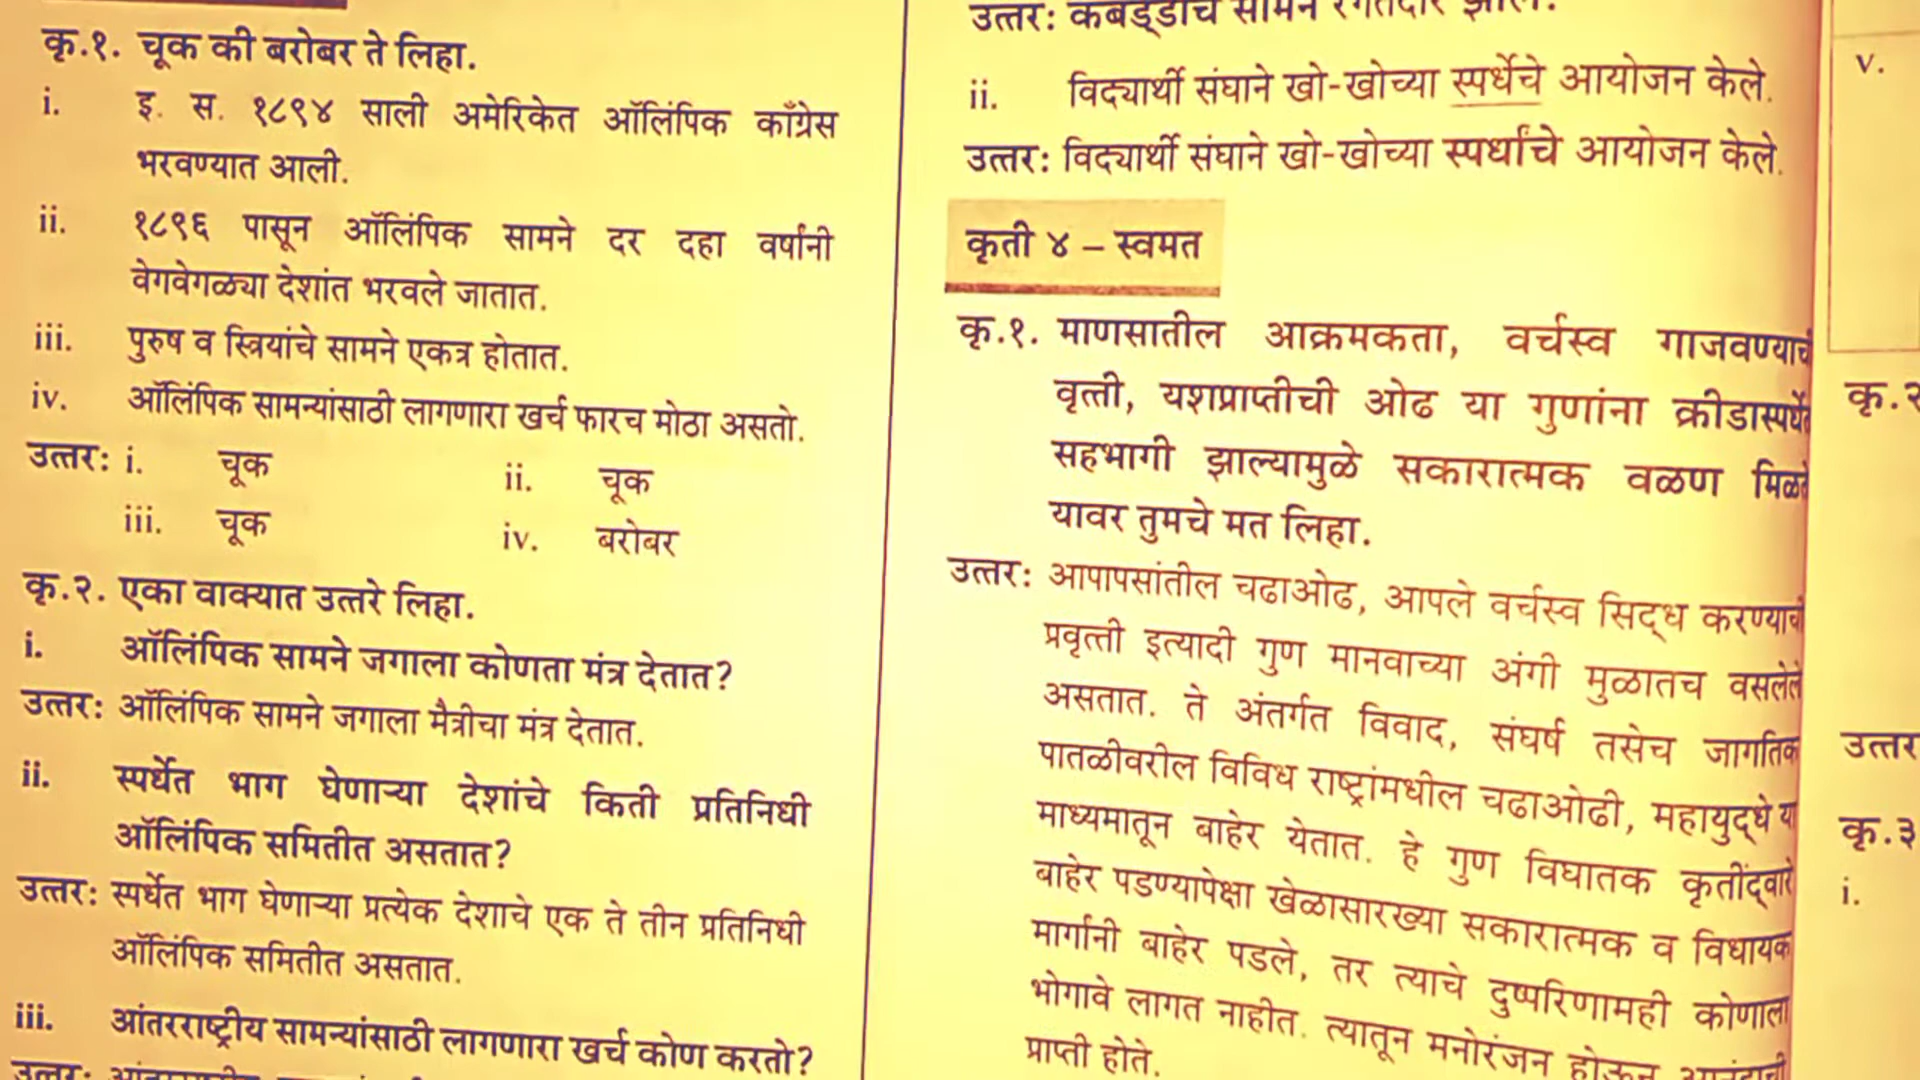 कृ.१. चूक की बरोबर ते लिहा.
i. इ. स. १८९४ साली अमेरिकेत ऑलिंपिक काँग्रेस
भरवण्यात आली.
ii. १८९६ पासून ऑलिंपिक सामने दर दहा वर्षांनी
वेगवेगळ्या देशांत भरवले जातात.
iii. पुरुष व स्त्रियांचे सामने एकत्र होतात.
iv. ऑलिंपिक सामन्यांसाठी लागणारा खर्च फारच मोठा असतो.
उत्तर: i. चूक ii. चूक
iii. चूक iv. बरोबर
कृ.२. एका वाक्यात उत्तरे लिहा.
i. ऑलिंपिक सामने जगाला कोणता मंत्र देतात?
उत्तर: ऑलिंपिक सामने जगाला मैत्रीचा मंत्र देतात.
ii. स्पर्धेत भाग घेणाऱ्या देशांचे किती प्रतिनिधी
ऑलिंपिक समितीत असतात?
उत्तर: स्पर्धेत भाग घेणाऱ्या प्रत्येक देशाचे एक ते तीन प्रतिनिधी
ऑलिंपिक समितीत असतात.
iii. आंतरराष्ट्रीय सामन्यांसाठी लागणारा खर्च कोण करतो?
उत्तर:
उत्तर: कबड्डीचे सामने रंगतदार झाले.
ii. विद्यार्थी संघाने खो-खोच्या स्पर्धेचे आयोजन केले.
उत्तर: विद्यार्थी संघाने खो-खोच्या स्पर्धांचे आयोजन केले.
कृती ४ – स्वमत
कृ.१. माणसातील आक्रमकता, वर्चस्व
वृत्ती, यशप्राप्तीची ओढ या गुणांना
सहभागी झाल्यामुळे सकारात्मक वळण
यावर तुमचे मत लिहा.
उत्तर: आपापसांतील चढाओढ, आपले वर्चस्व सिद्ध
प्रवृत्ती इत्यादी गुण मानवाच्या अंगी मुळातच वसलेले
असतात. ते अंतर्गत विवाद, संघर्ष तसेच जागतिक
पातळीवरील विविध राष्ट्रांमधील चढाओढी, महायुद्धे या
माध्यमातून बाहेर येतात. हे गुण विघातक कृतींद्वारे
बाहेर पडण्यापेक्षा खेळासारख्या सकारात्मक व विधायक
मार्गांनी बाहेर पडले, तर त्याचे दुष्परिणामही कोणाला
भोगावे लागत नाहीत. त्यातून मनोरंजन होऊन
प्राप्ती होते.
v.
उत्तर
कृ.३
i.